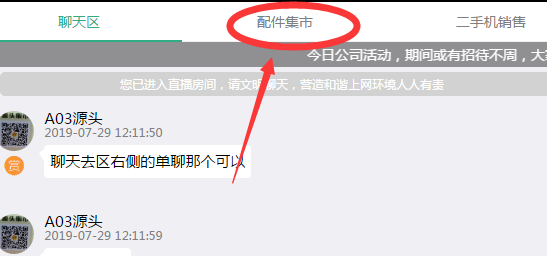 聊天区 配件集市 二手机销售
今日公司活动，期间或有招待不周，大
您已进入直播房间，请文明聊天，营造和谐上网环境人人有责
A03源头
2019-07-29 12:11:50
赏
聊天去区右侧的单聊那个可以
A03源头
2019-07-29 12:11:59